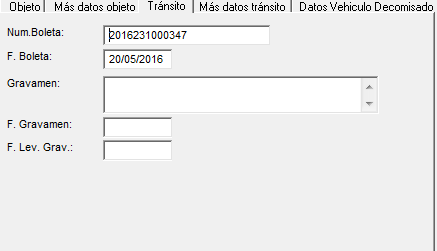 Objeto Más datos objeto Tránsito Más datos tránsito Datos Vehiculo Decomisado
Num.Boleta: 2016231000347
F. Boleta: 20/05/2016
Gravamen:
F. Gravamen:
F. Lev. Grav.: